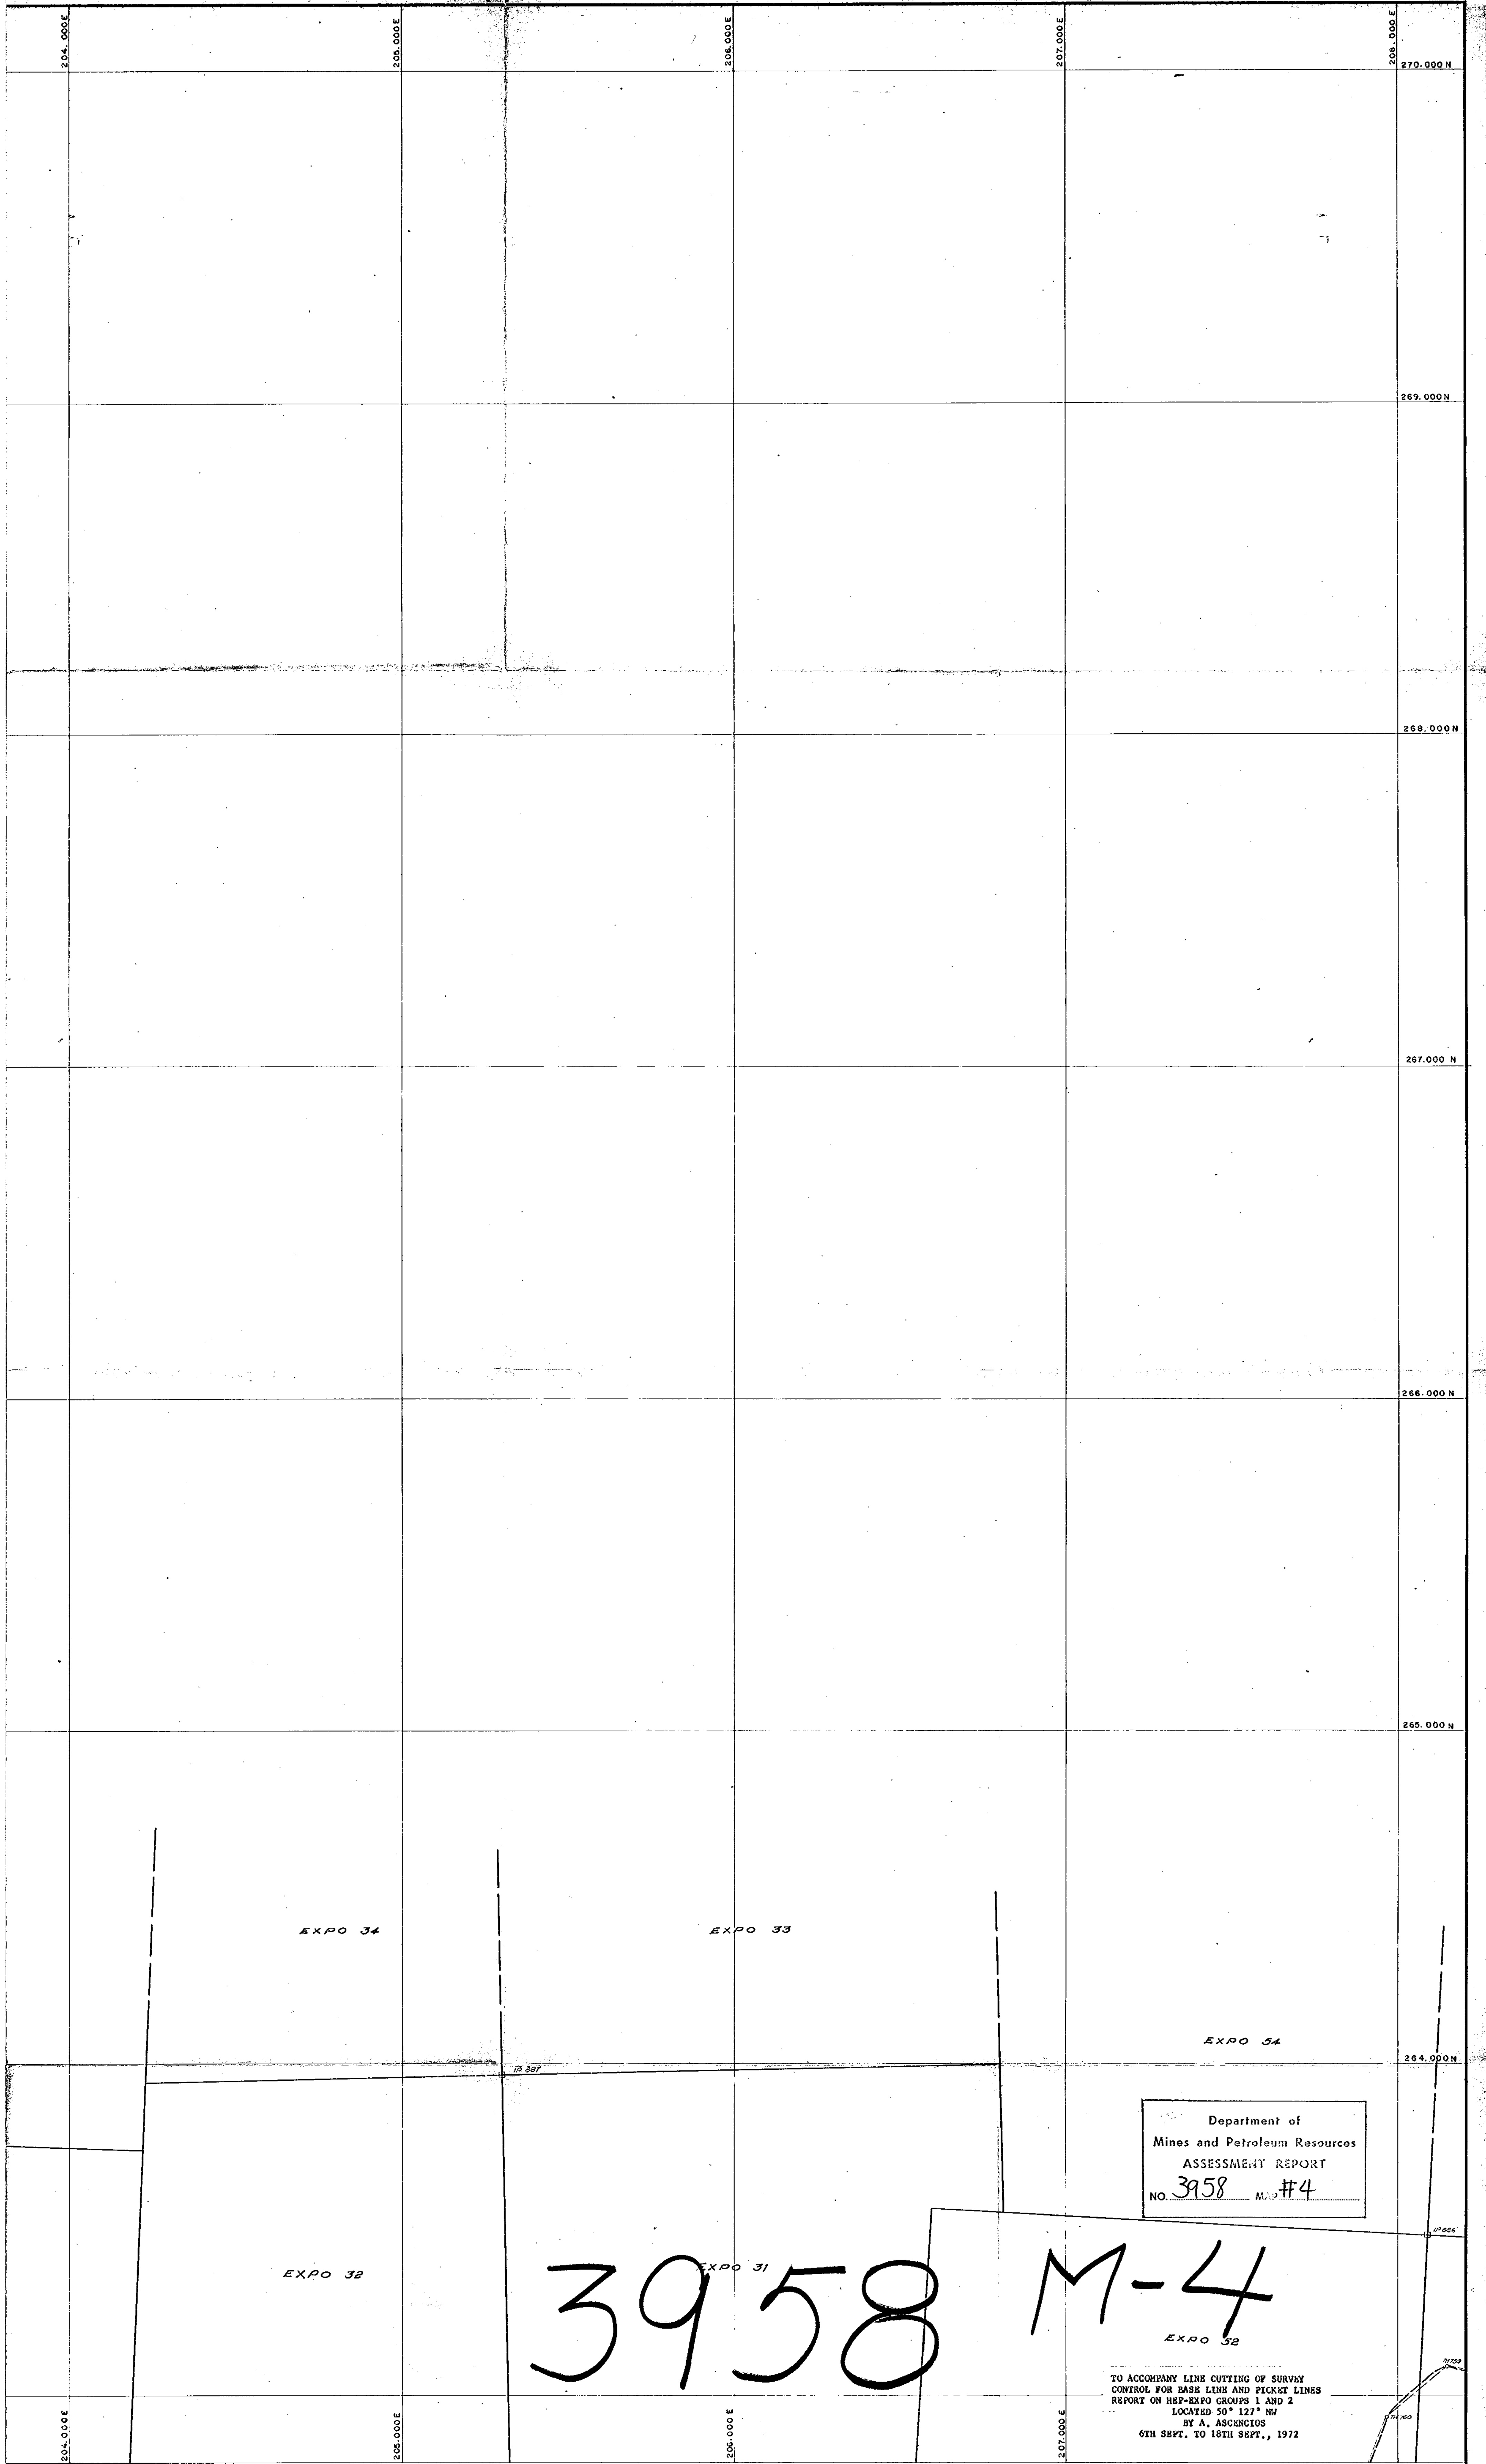 204.000E
205.000E
206.000E
207.000E
208.000E
270.000N
269.000N
268.000N
267.000 N
266.000 N
265.000 N
EXPO 34
EXPO 33
EXPO 54
264.000N
Department of
Mines and Petroleum Resources
ASSESSMENT REPORT
NO. 3958 MAP #4
EXPO 32
EXPO 31
3958 M-4
EXPO 52
TO ACCOMPANY LINE CUTTING OF SURVEY
CONTROL FOR BASE LINE AND PICKET LINES
REPORT ON HEP-EXPO GROUPS 1 AND 2
LOCATED 50° 127° NW
BY A. ASCENCIOS
6TH SEPT. TO 18TH SEPT., 1972
204.000E
205.000E
206.000E
207.000E